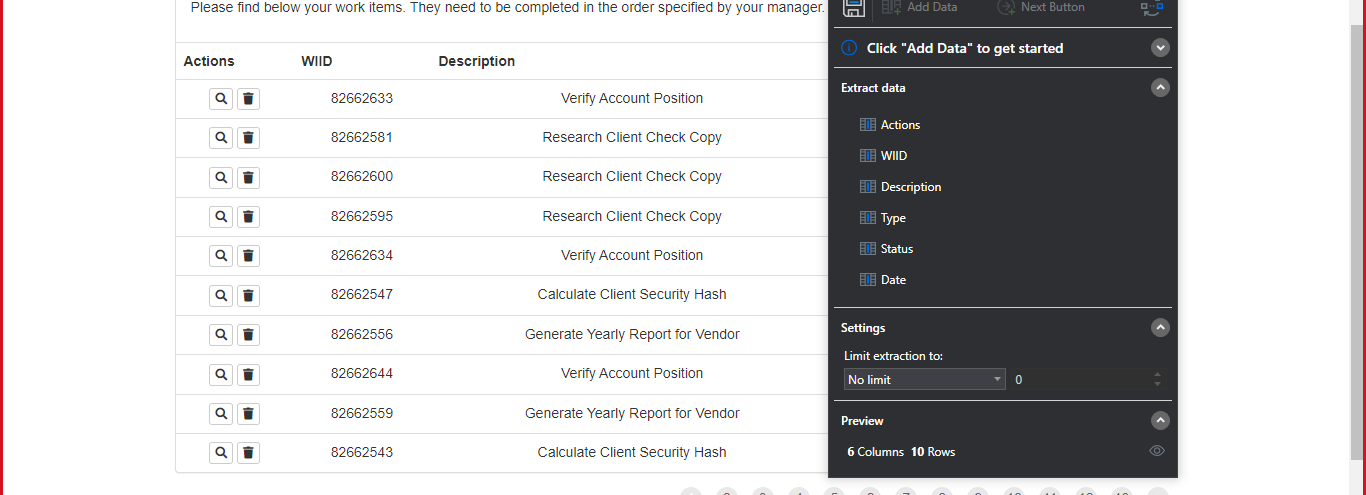 Please find below your work items. They need to be completed in the order specified by your manager.
Actions WIID Description
82662633 Verify Account Position
82662581 Research Client Check Copy
82662600 Research Client Check Copy
82662595 Research Client Check Copy
82662634 Verify Account Position
82662547 Calculate Client Security Hash
82662556 Generate Yearly Report for Vendor
82662644 Verify Account Position
82662559 Generate Yearly Report for Vendor
82662543 Calculate Client Security Hash
Add Data Next Button
Click "Add Data" to get started
Extract data
Actions
WIID
Description
Type
Status
Date
Settings
Limit extraction to:
No limit 0
Preview
6 Columns 10 Rows